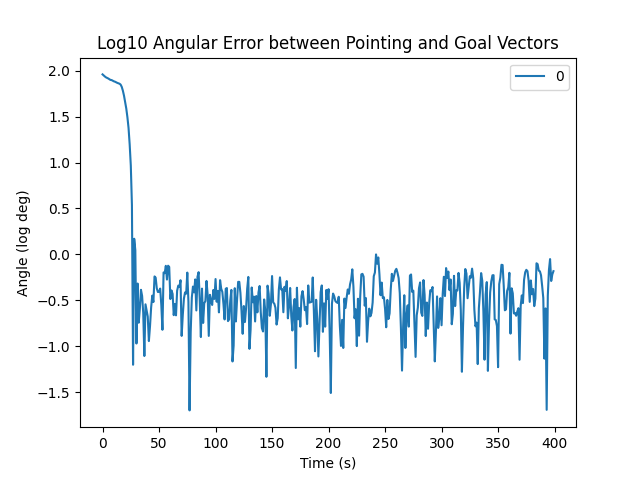 Log10 Angular Error between Pointing and Goal Vectors
0
2.0
1.5
1.0
0.5
0.0
−0.5
−1.0
−1.5
Angle (log deg)
0 50 100 150 200 250 300 350 400
Time (s)